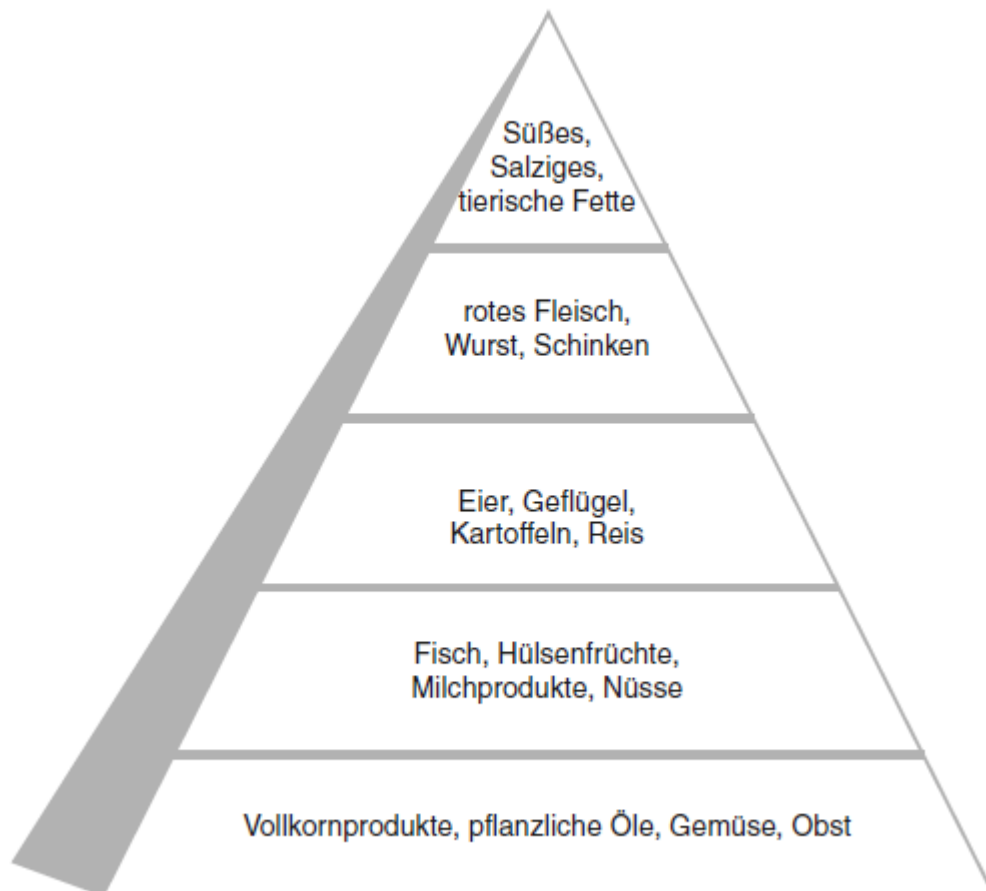 Süßes,
Salziges,
tierische Fette
rotes Fleisch,
Wurst, Schinken
Eier, Geflügel,
Kartoffeln, Reis
Fisch, Hülsenfrüchte,
Milchprodukte, Nüsse
Vollkornprodukte, pflanzliche Öle, Gemüse, Obst